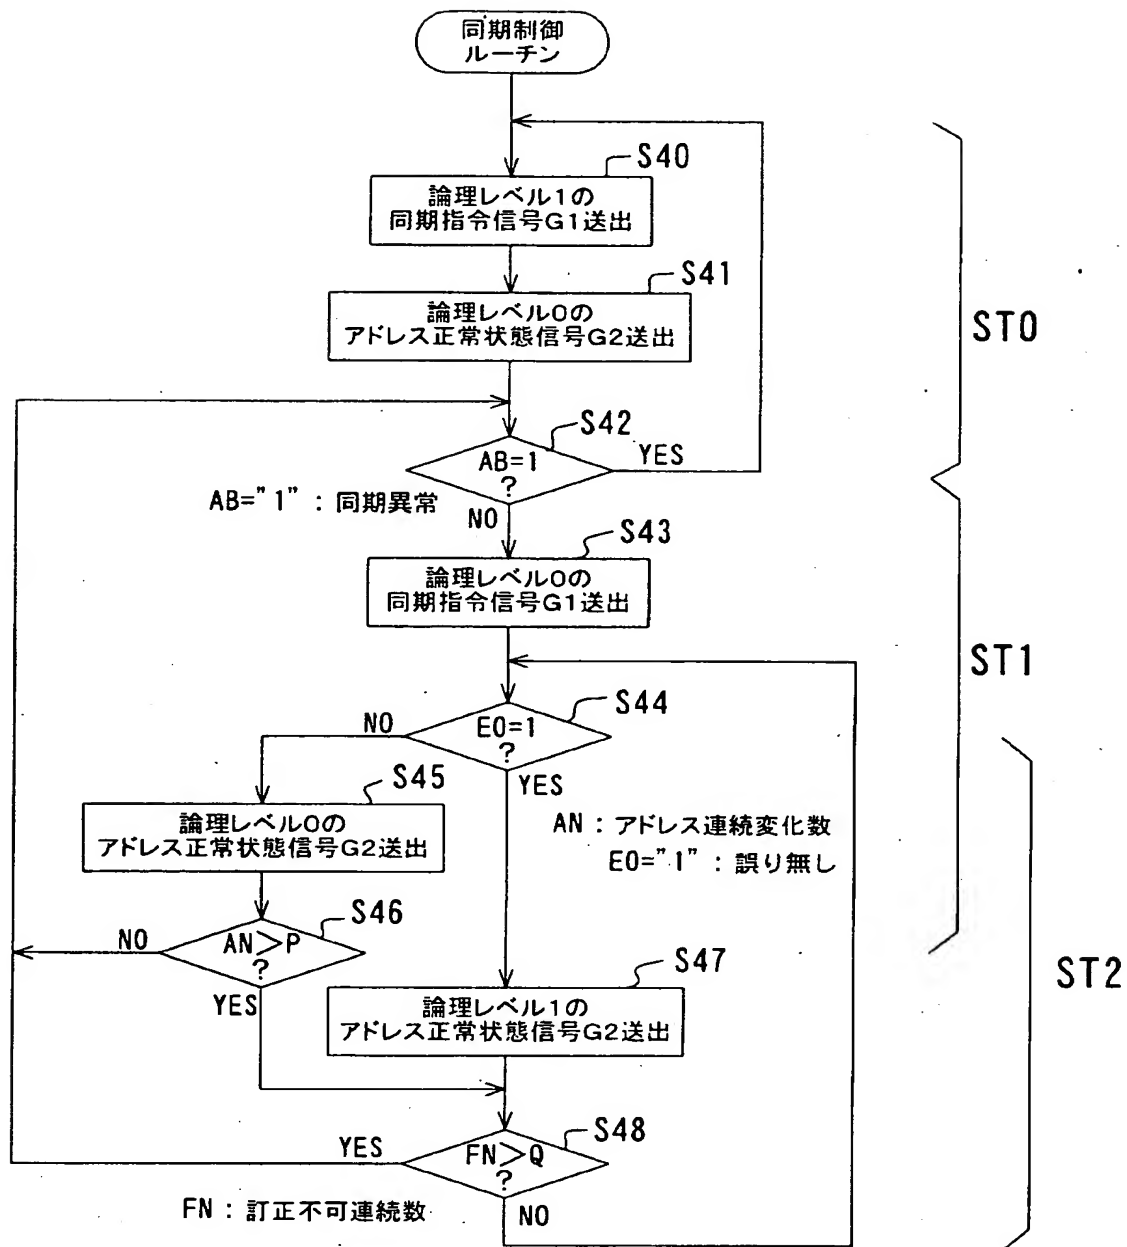 同期制御
ルーチン
S40
論理レベル1の
同期指令信号G1送出
S41
論理レベル0の
アドレス正常状態信号G2送出
ST0
S42
AB=1
?
YES
AB="1" : 同期異常
NO
S43
論理レベル0の
同期指令信号G1送出
ST1
S44
NO
E0=1
?
YES
S45
論理レベル0の
アドレス正常状態信号G2送出
AN : アドレス連続変化数
E0="1" : 誤り無し
S46
NO
AN>P
?
YES
S47
論理レベル1の
アドレス正常状態信号G2送出
ST2
S48
YES
FN>Q
?
FN : 訂正不可連続数
NO